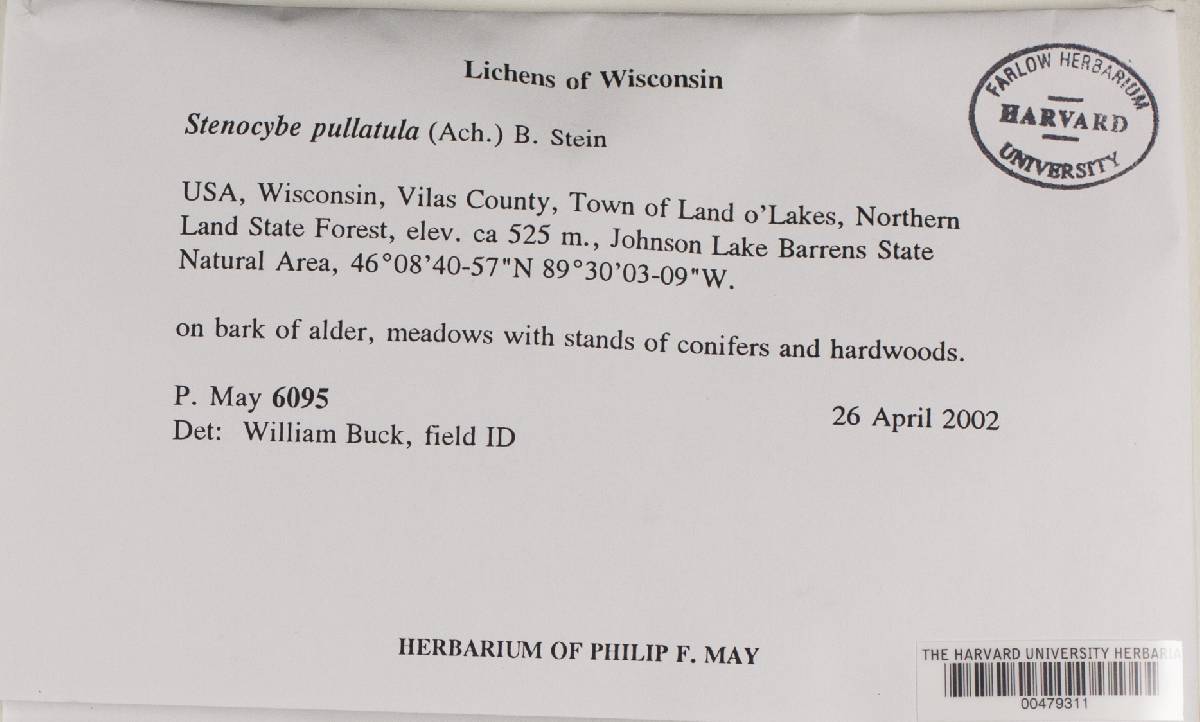 Lichens of Wisconsin
FARLOW HERBARIUM
HARVARD
UNIVERSITY
Stenocybe pullatula (Ach.) B. Stein
USA, Wisconsin, Vilas County, Town of Land o'Lakes, Northern
Land State Forest, elev. ca 525 m., Johnson Lake Barrens State
Natural Area, 46°08'40-57"N 89°30'03-09"W.
on bark of alder, meadows with stands of conifers and hardwoods.
P. May 6095
26 April 2002
Det: William Buck, field ID
HERBARIUM OF PHILIP F. MAY
THE HARVARD UNIVERSITY HERBARIA
00479311